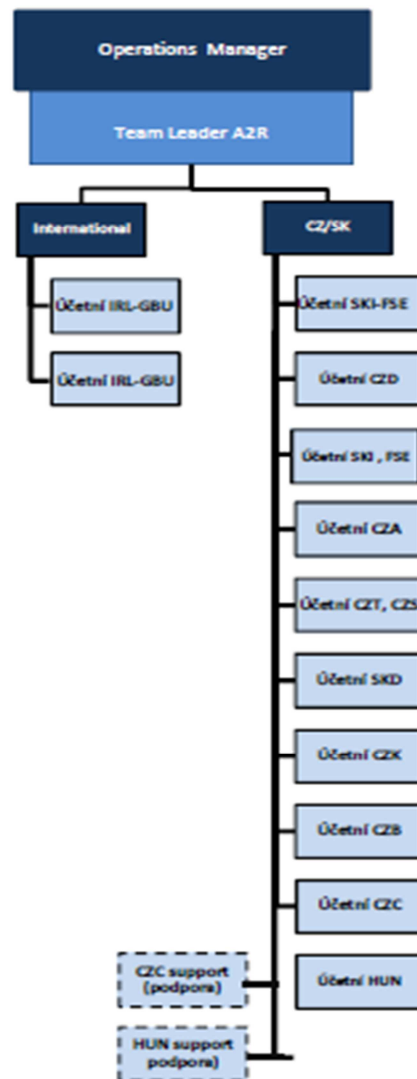 Operations Manager
Team Leader A2R
International
CZ/SK
Účetní IRL-GBU
Účetní IRL-GBU
Účetní SKI-FSE
Účetní CZD
Účetní SKI , FSE
Účetní CZA
Účetní CZT, CZS
Účetní SKD
Účetní CZK
Účetní CZB
Účetní CZC
Účetní HUN
CZC support
(podpora)
HUN support
podpora)